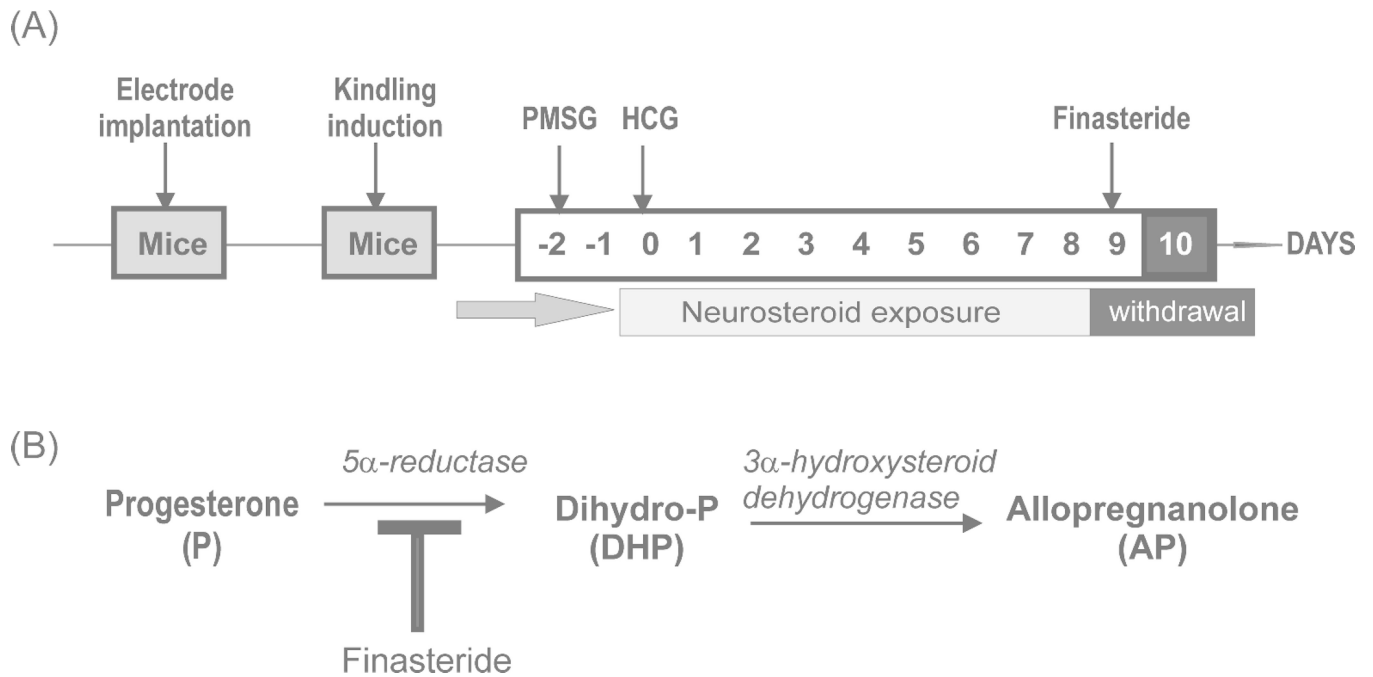 (A)
Electrode
implantation
Kindling
induction
PMSG
HCG
Finasteride
Mice
Mice
-2 -1 0 1 2 3 4 5 6 7 8 9 10
DAYS
Neurosteroid exposure
withdrawal
(B)
5α-reductase
3α-hydroxysteroid
dehydrogenase
Progesterone
(P)
Dihydro-P
(DHP)
Allopregnanolone
(AP)
Finasteride